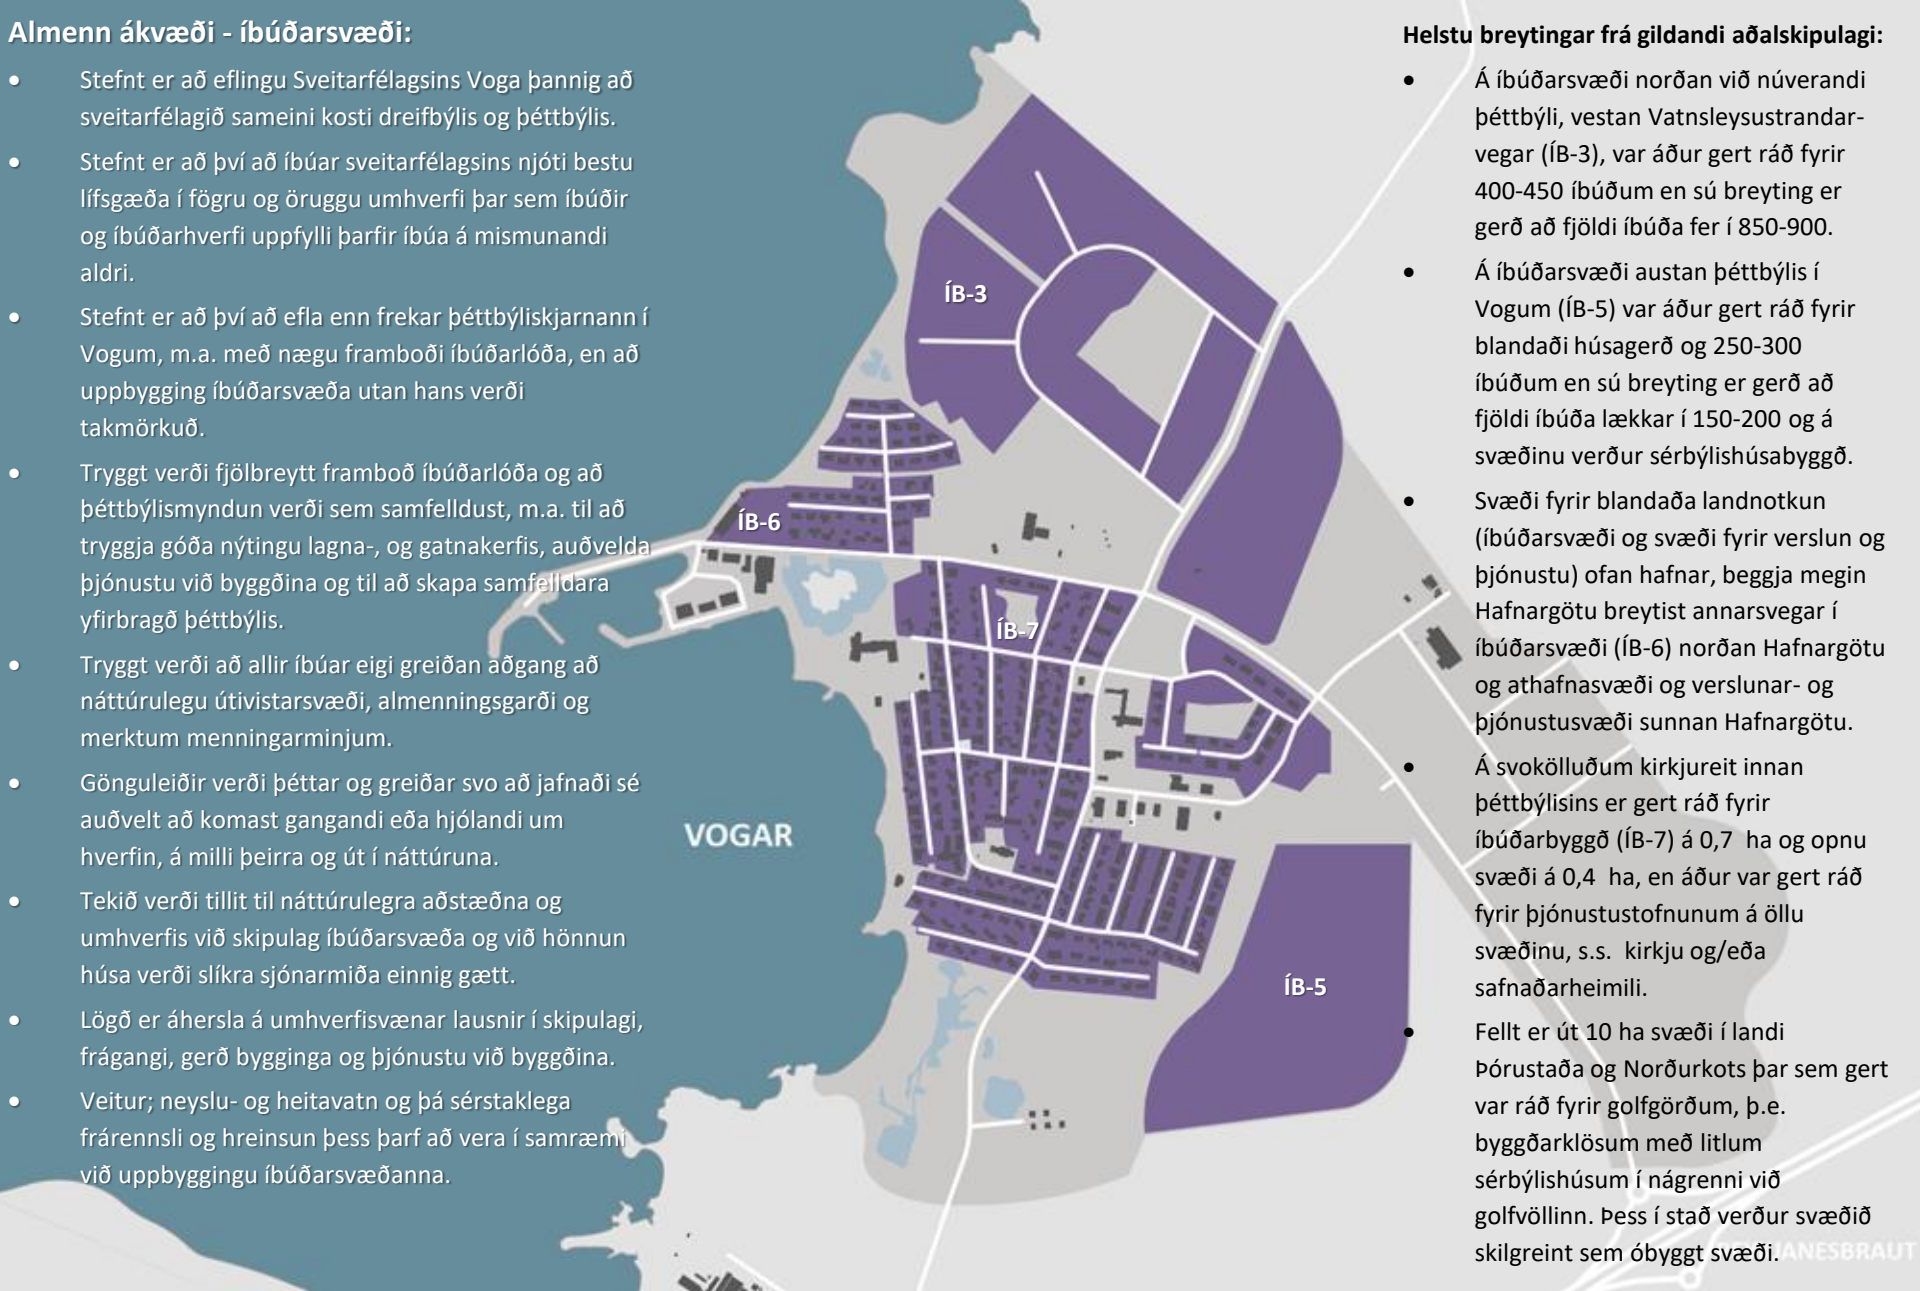 Almenn ákvæði - íbúðarsvæði:
• Stefnt er að eflingu Sveitarfélagsins Voga þannig að
sveitarfélagið sameini kosti dreifbýlis og þéttbýlis.
• Stefnt er að því að íbúar sveitarfélagsins njóti bestu
lífsgæða í fögru og öruggu umhverfi þar sem íbúðir
og íbúðarhverfi uppfylli þarfir íbúa á mismunandi
aldri.
• Stefnt er að því að efla enn frekar þéttbýliskjarnann í
Vogum, m.a. með nægu framboði íbúðarlóða, en að
uppbygging íbúðarsvæða utan hans verði
takmörkuð.
• Tryggt verði fjölbreytt framboð íbúðarlóða og að
þéttbýlismyndun verði sem samfelldust, m.a. til að
tryggja góða nýtingu lagna-, og gatnakerfis, auðvelda
þjónustu við byggðina og til að skapa samfelldara
yfirbragð þéttbýlis.
• Tryggt verði að allir íbúar eigi greiðan aðgang að
náttúrulegu útivistarsvæði, almenningsgarði og
merktum menningarminjum.
• Gönguleiðir verði þéttar og greiðar svo að jafnaði sé
auðvelt að komast gangandi eða hjólandi um
hverfin, á milli þeirra og út í náttúruna.
• Tekið verði tillit til náttúrulegra aðstæðna og
umhverfis við skipulag íbúðarsvæða og við hönnun
húsa verði slíkra sjónarmiða einnig gætt.
• Lögð er áhersla á umhverfisvænar lausnir í skipulagi,
frágangi, gerð bygginga og þjónustu við byggðina.
• Veitur; neyslu- og heitavatn og þá sérstaklega
frárennsli og hreinsun þess þarf að vera í samræmi
við uppbyggingu íbúðarsvæðanna.
ÍB-3
ÍB-6
ÍB-7
VOGAR
ÍB-5
Helstu breytingar frá gildandi aðalskipulagi:
• Á íbúðarsvæði norðan við núverandi
þéttbýli, vestan Vatnsleysustrandar-
vegar (ÍB-3), var áður gert ráð fyrir
400-450 íbúðum en sú breyting er
gerð að fjöldi íbúða fer í 850-900.
• Á íbúðarsvæði austan þéttbýlis í
Vogum (ÍB-5) var áður gert ráð fyrir
blandaði húsagerð og 250-300
íbúðum en sú breyting er gerð að
fjöldi íbúða lækkar í 150-200 og á
svæðinu verður sérbýlishúsabyggð.
• Svæði fyrir blandaða landnotkun
(íbúðarsvæði og svæði fyrir verslun og
þjónustu) ofan hafnar, beggja megin
Hafnargötu breytist annarsvegar í
íbúðarsvæði (ÍB-6) norðan Hafnargötu
og athafnasvæði og verslunar- og
þjónustusvæði sunnan Hafnargötu.
• Á svokölluðum kirkjureit innan
þéttbýlisins er gert ráð fyrir
íbúðarbyggð (ÍB-7) á 0,7 ha og opnu
svæði á 0,4 ha, en áður var gert ráð
fyrir þjónustustofnunum á öllu
svæðinu, s.s. kirkju og/eða
safnaðarheimili.
• Fellt er út 10 ha svæði í landi
Þórustaða og Norðurkots þar sem gert
var ráð fyrir golfgörðum, þ.e.
byggðarklösum með litlum
sérbýlishúsum í nágrenni við
golfvöllinn. Þess í stað verður svæðið
skilgreint sem óbyggt svæði.